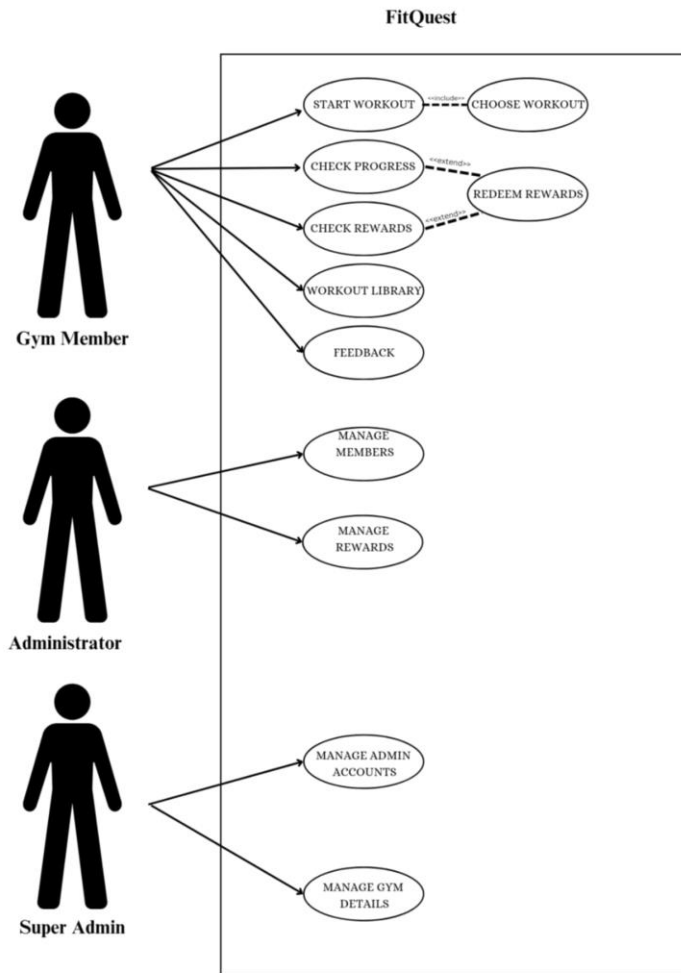 FitQuest
START WORKOUT
<<include>>
CHOOSE WORKOUT
CHECK PROGRESS
<<extend>>
REDEEM REWARDS
CHECK REWARDS
<<extend>>
WORKOUT LIBRARY
Gym Member
FEEDBACK
MANAGE
MEMBERS
MANAGE
REWARDS
Administrator
MANAGE ADMIN
ACCOUNTS
MANAGE GYM
DETAILS
Super Admin